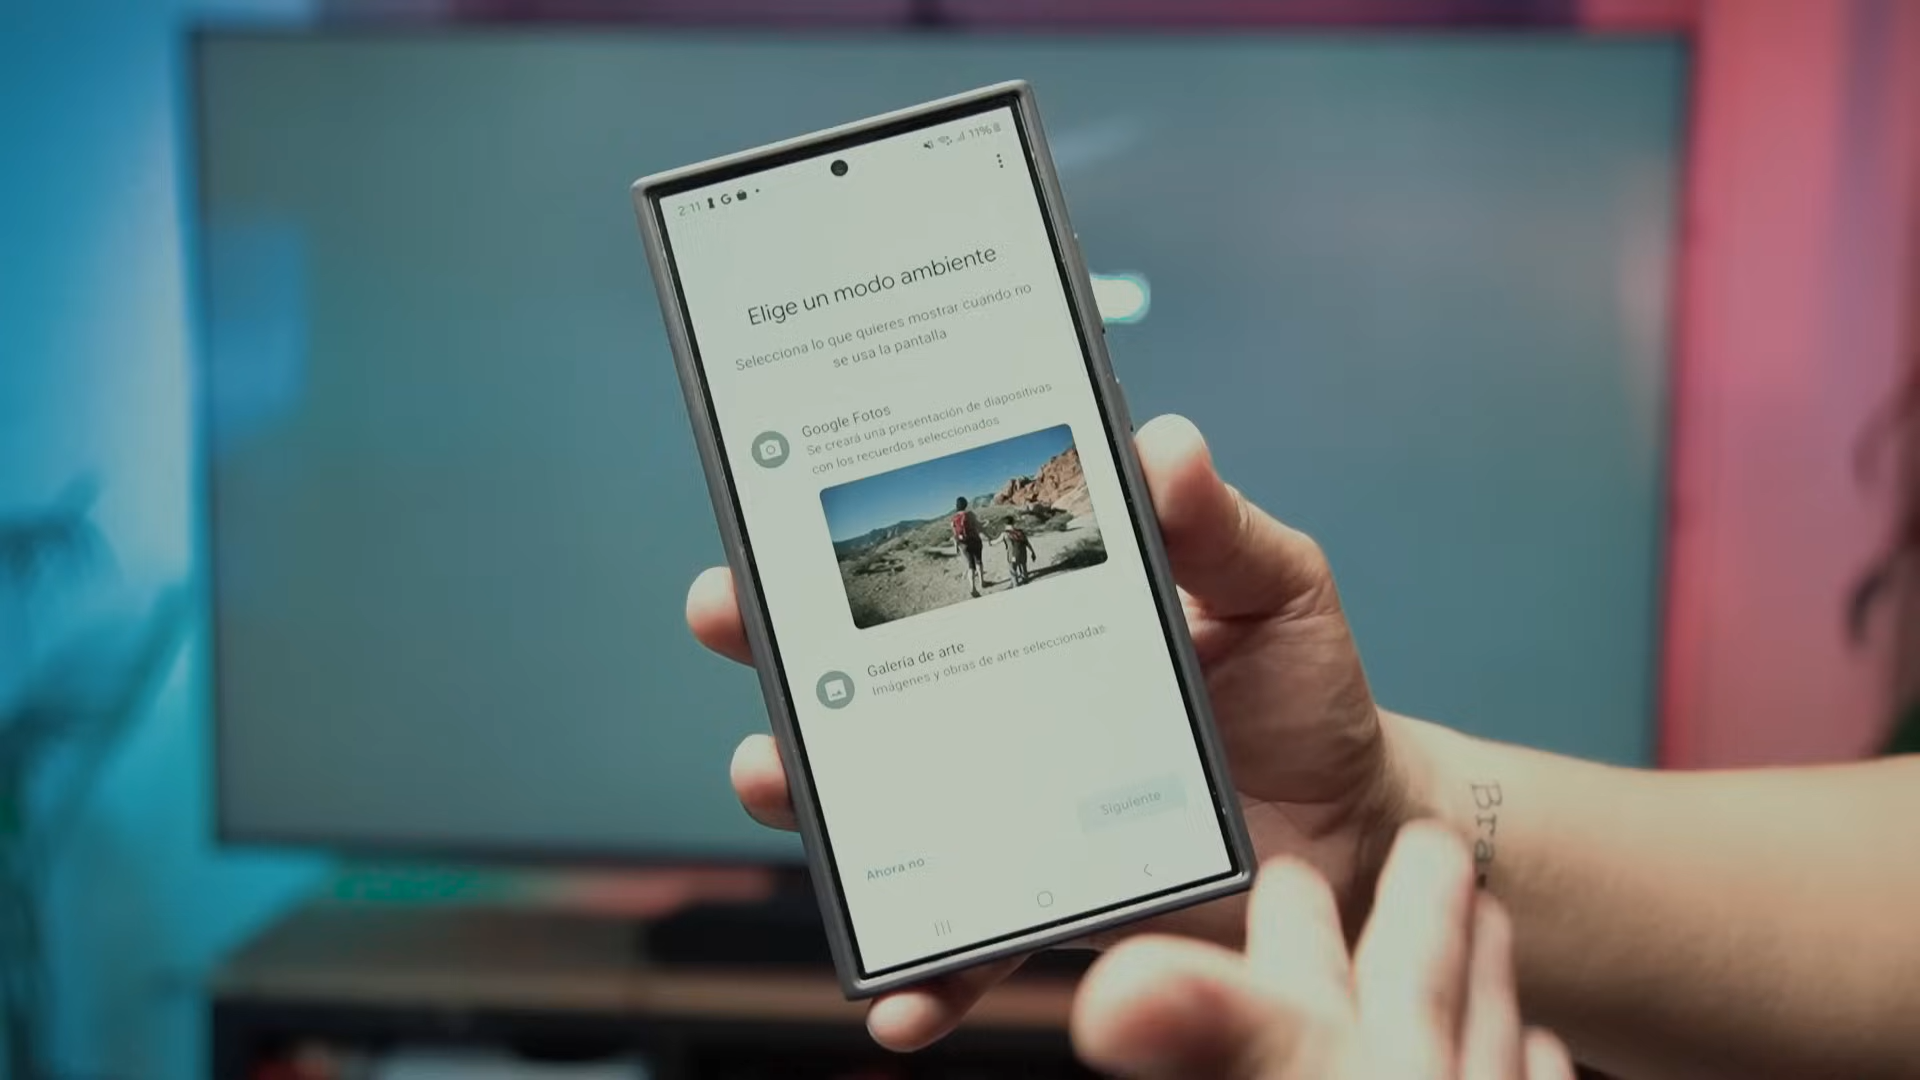 2:11 G
11%
Elige un modo ambiente
Selecciona lo que quieres mostrar cuando no
se usa la pantalla
Google Fotos
Se creará una presentación de diapositivas
con los recuerdos seleccionados
Galería de arte
Imágenes y obras de arte seleccionadas
Siguiente
Ahora no
Bra